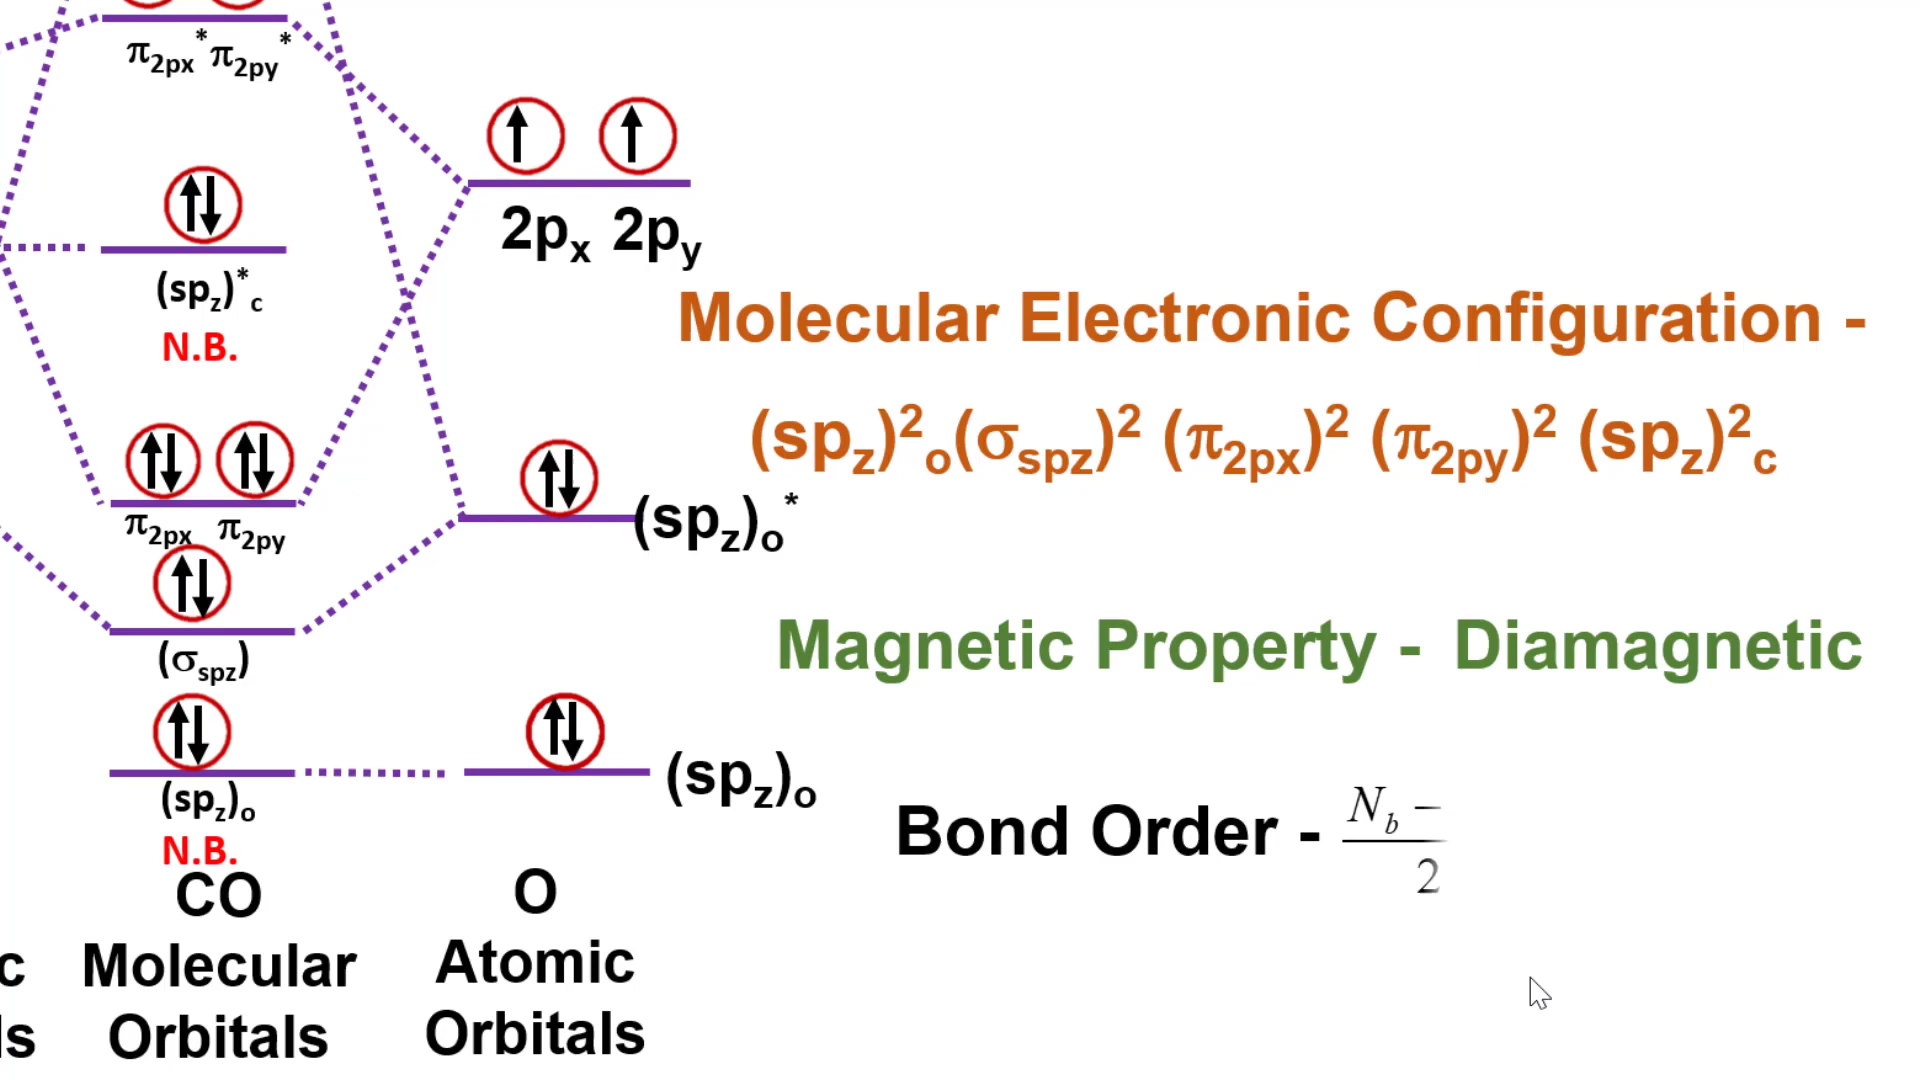 π2px* π2py*
2px 2py
(spz)*c
N.B.
Molecular Electronic Configuration -
(spz)²o(σspz)² (π2px)² (π2py)² (spz)²c
π2px π2py
(spz)o*
(σspz)
Magnetic Property - Diamagnetic
(spz)o
(spz)o
N.B.
Bond Order - Nb –
2
CO
O
c
Molecular
Atomic
ls
Orbitals
Orbitals